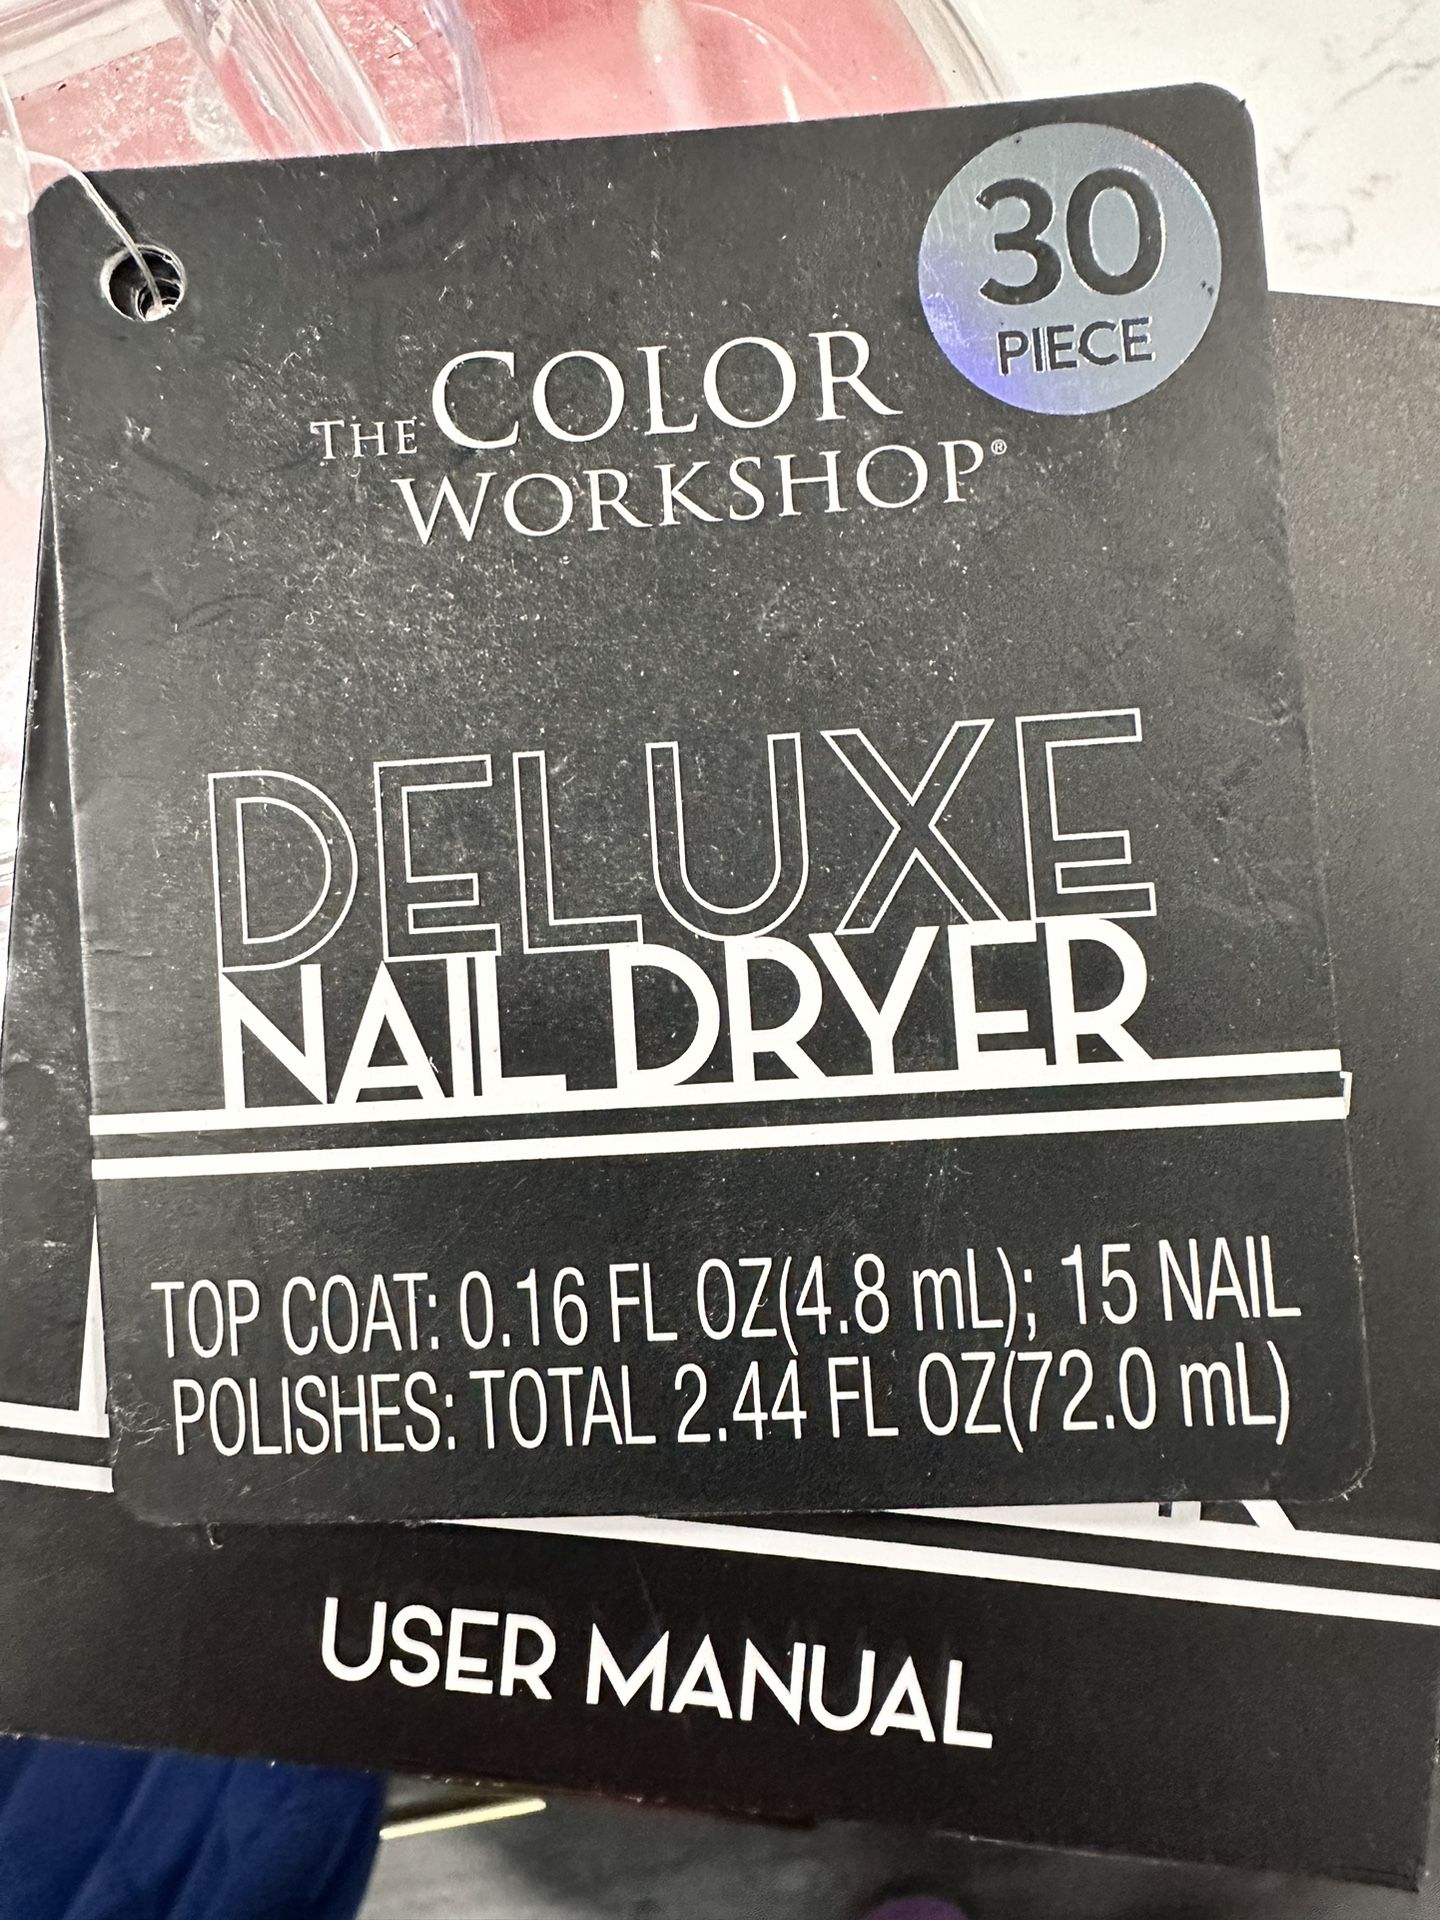 30
PIECE
THE COLOR
WORKSHOP®
DELUXE
NAIL DRYER
TOP COAT: 0.16 FL OZ(4.8 mL); 15 NAIL
POLISHES: TOTAL 2.44 FL OZ(72.0 mL)
USER MANUAL